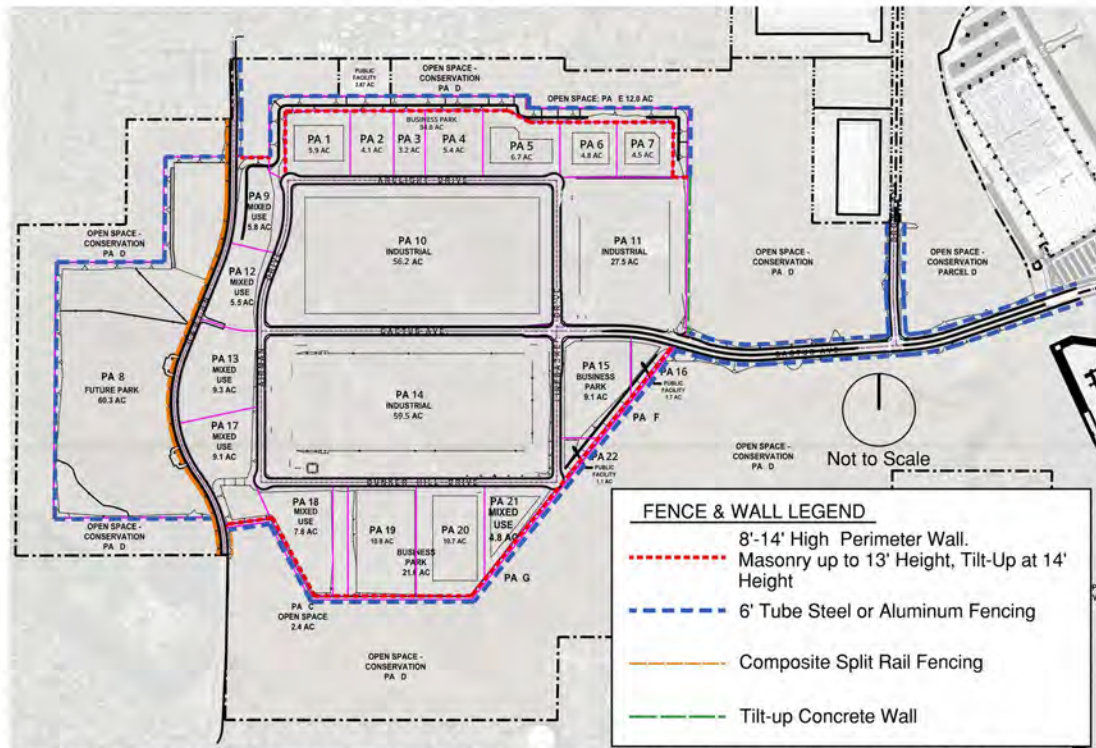 PUBLIC
FACILITY
2.87 AC
OPEN SPACE -
CONSERVATION
PA D
OPEN SPACE -
CONSERVATION
PA D
OPEN SPACE: PA E 12.0 AC
BUSINESS PARK
PA 1
5.9 AC
PA 2
4.1 AC
PA 3
3.2 AC
PA 4
5.4 AC
PA 5
6.7 AC
PA 6
4.8 AC
PA 7
4.5 AC
ARCLIGHT DRIVE
PA 9
MIXED
USE
5.8 AC
OPEN SPACE -
CONSERVATION
PA D
PA 10
INDUSTRIAL
56.2 AC
PA 11
INDUSTRIAL
27.5 AC
OPEN SPACE -
CONSERVATION
PA D
OPEN SPACE -
CONSERVATION
PARCEL D
PA 12
MIXED
USE
5.5 AC
DRIVE
CACTUS AVE
CACTUS AVE
PA 13
MIXED
USE
9.3 AC
PA 8
FUTURE PARK
60.3 AC
PA 14
INDUSTRIAL
59.5 AC
PA 15
BUSINESS
PARK
9.1 AC
PA 16
PUBLIC
FACILITY
1.7 AC
PA F
PA 17
MIXED
USE
9.1 AC
PA 22
PUBLIC
FACILITY
1.1 AC
OPEN SPACE -
CONSERVATION
PA D
Not to Scale
BUNKER HILL DRIVE
PA 18
MIXED
USE
7.8 AC
PA 19
10.8 AC
PA 20
10.7 AC
BUSINESS
PARK
PA 21
MIXED
USE
4.8 AC
OPEN SPACE -
CONSERVATION
PA D
PA G
PA C
OPEN SPACE
2.4 AC
OPEN SPACE -
CONSERVATION
PA D
FENCE & WALL LEGEND
8'-14' High Perimeter Wall.
Masonry up to 13' Height, Tilt-Up at 14'
Height
6' Tube Steel or Aluminum Fencing
Composite Split Rail Fencing
Tilt-up Concrete Wall